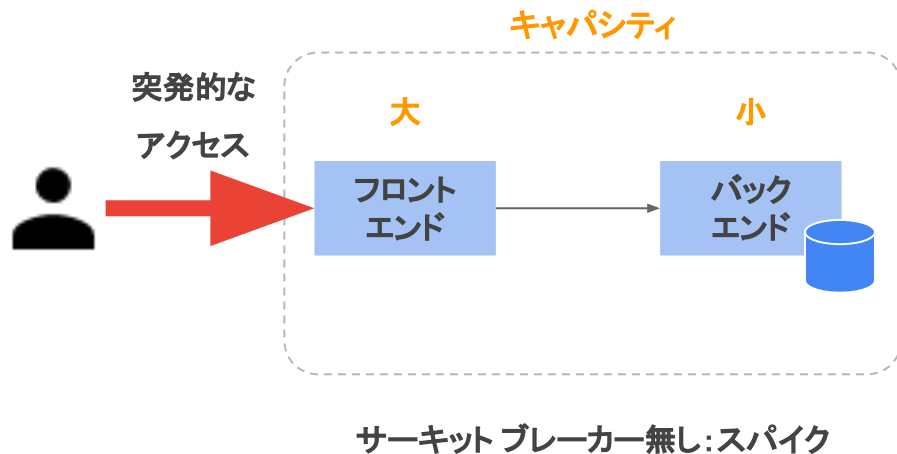 キャパシティ
突発的な
アクセス
大
小
フロント
エンド
バック
エンド
サーキット ブレーカー無し：スパイク